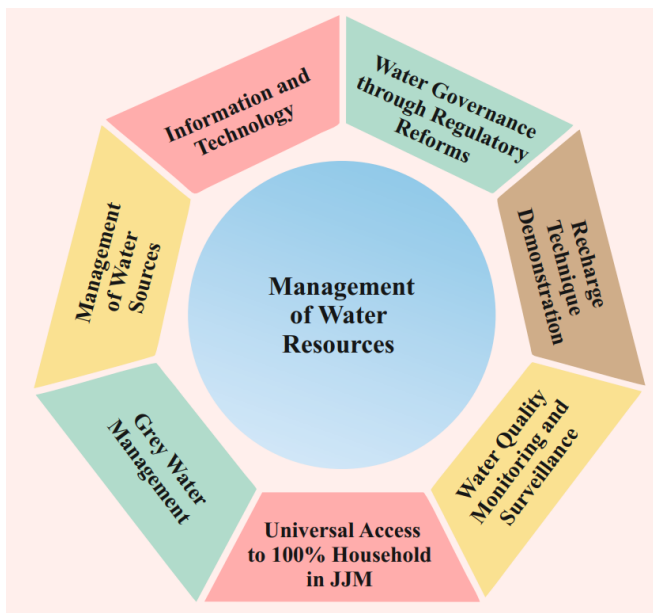 Information and
Technology
Water Governance
through Regulatory
Reforms
Recharge
Technique
Demonstration
Water Quality
Monitoring and
Surveillance
Universal Access
to 100% Household
in JJM
Grey Water
Management
Management
of Water
Sources
Management
of Water
Resources